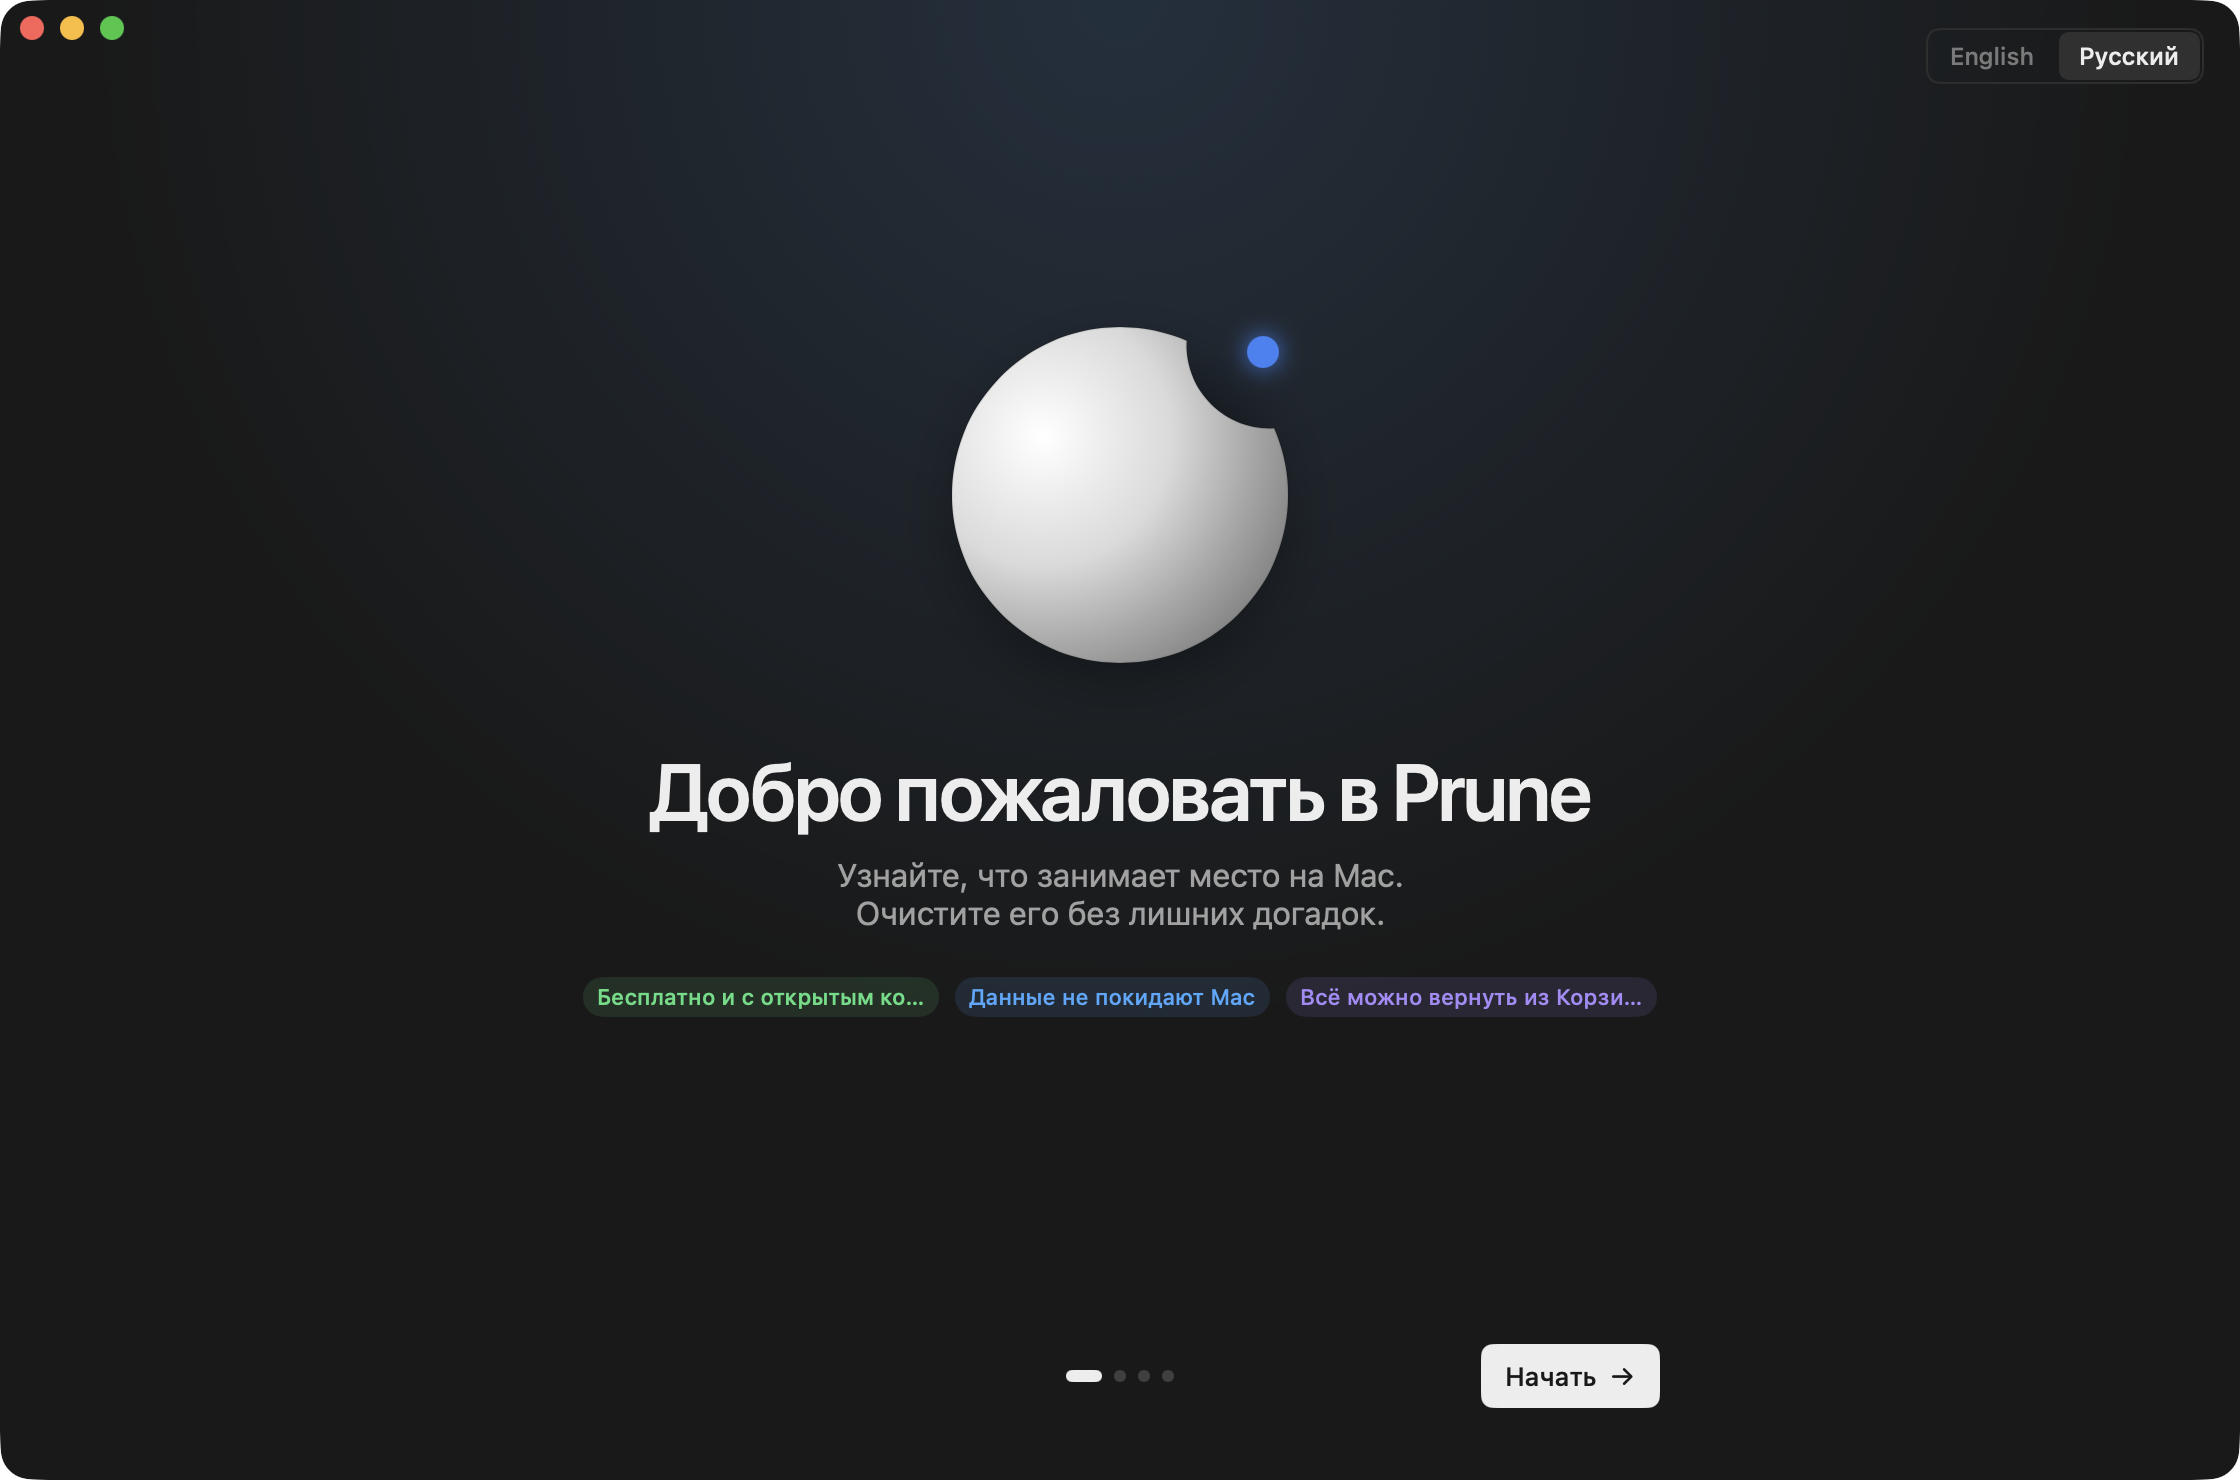 English
Русский
Добро пожаловать в Prune
Узнайте, что занимает место на Mac.
Очистите его без лишних догадок.
Бесплатно и с открытым ко...
Данные не покидают Mac
Всё можно вернуть из Корзи...
Начать →